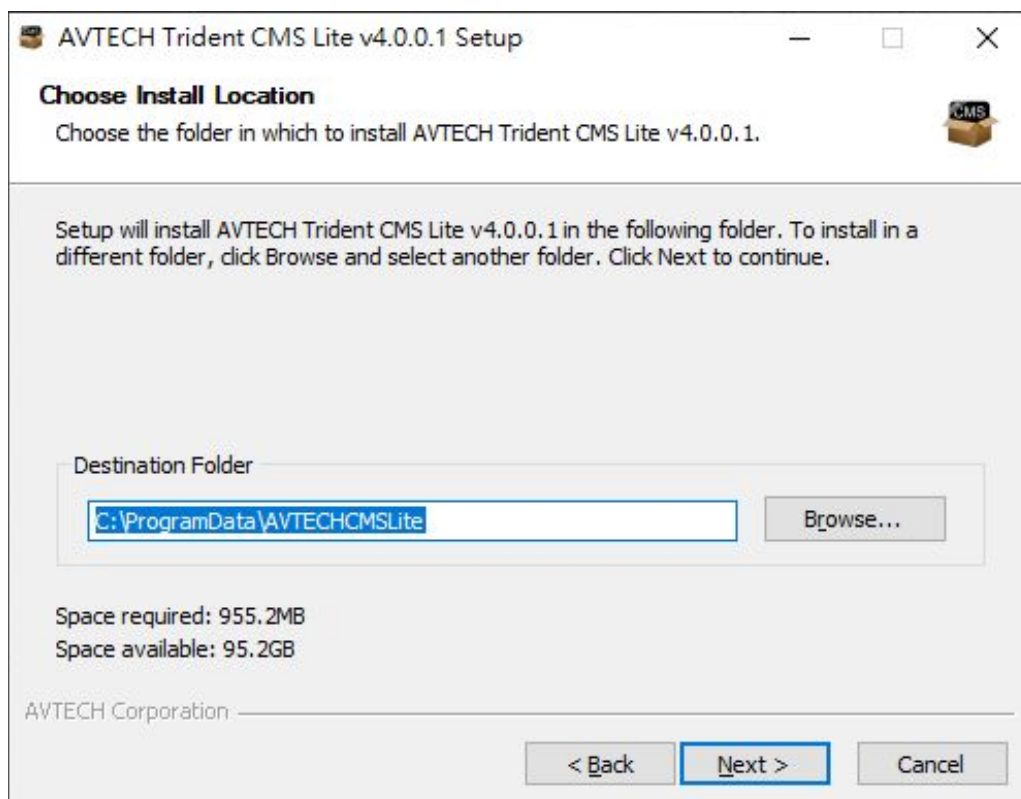 AVTECH Trident CMS Lite v4.0.0.1 Setup
Choose Install Location
Choose the folder in which to install AVTECH Trident CMS Lite v4.0.0.1.
CMS
Setup will install AVTECH Trident CMS Lite v4.0.0.1 in the following folder. To install in a
different folder, click Browse and select another folder. Click Next to continue.
Destination Folder
C:\ProgramData\AVTECHCMSLite
Browse...
Space required: 955.2MB
Space available: 95.2GB
AVTECH Corporation
< Back
Next >
Cancel